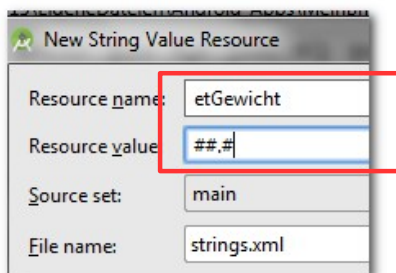 New String Value Resource
Resource name: etGewicht
Resource value ##.#
Source set: main
File name: strings.xml